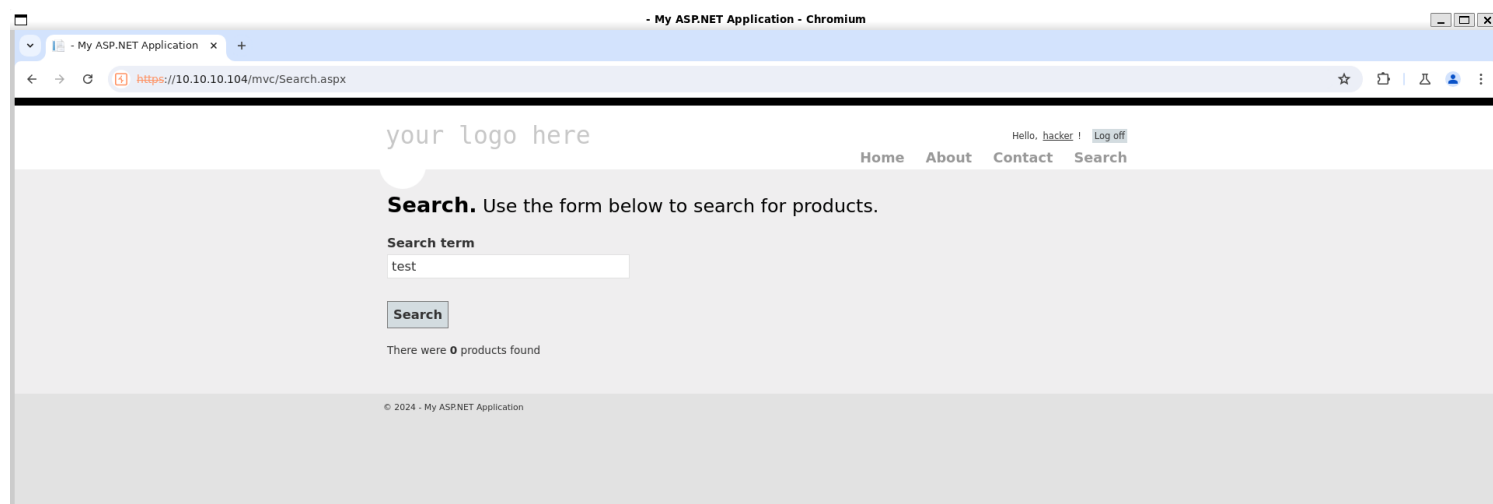 - My ASP.NET Application - Chromium
- My ASP.NET Application
https://10.10.10.104/mvc/Search.aspx
your logo here
Hello, hacker ! Log off
Home About Contact Search
Search. Use the form below to search for products.
Search term
test
Search
There were 0 products found
© 2024 - My ASP.NET Application